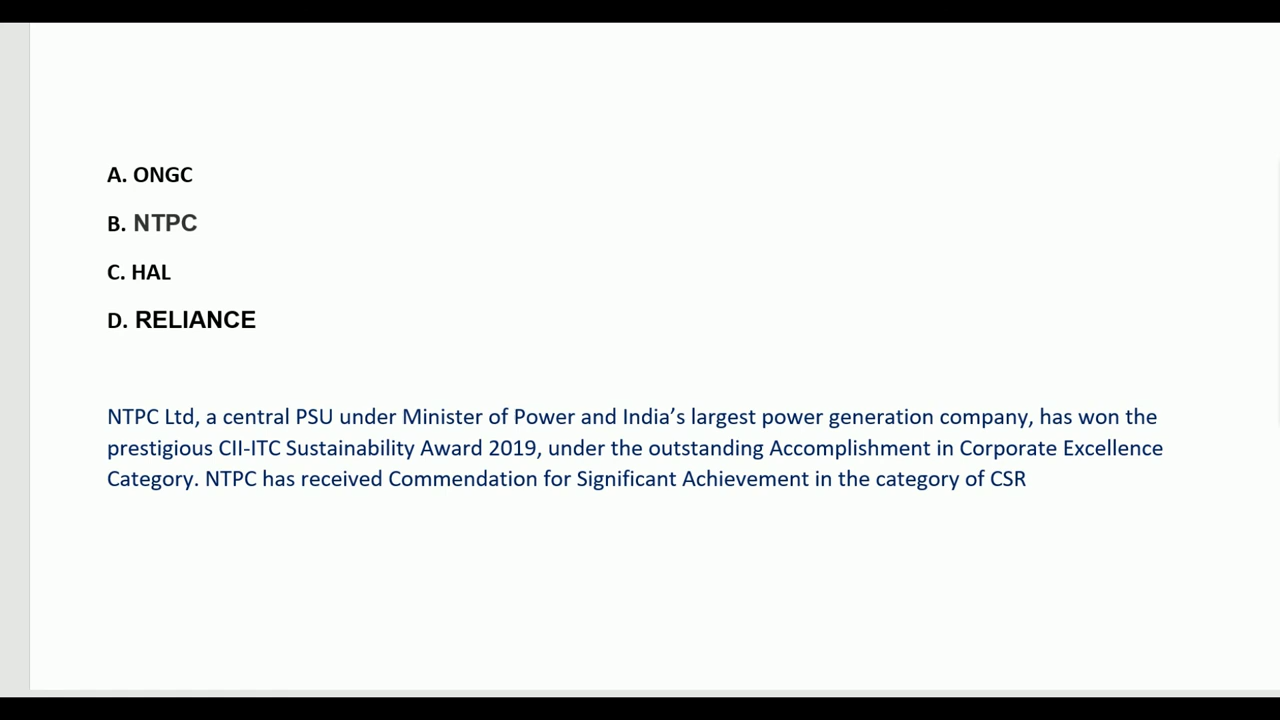 A. ONGC
B. NTPC
C. HAL
D. RELIANCE
NTPC Ltd, a central PSU under Minister of Power and India’s largest power generation company, has won the
prestigious CII-ITC Sustainability Award 2019, under the outstanding Accomplishment in Corporate Excellence
Category. NTPC has received Commendation for Significant Achievement in the category of CSR